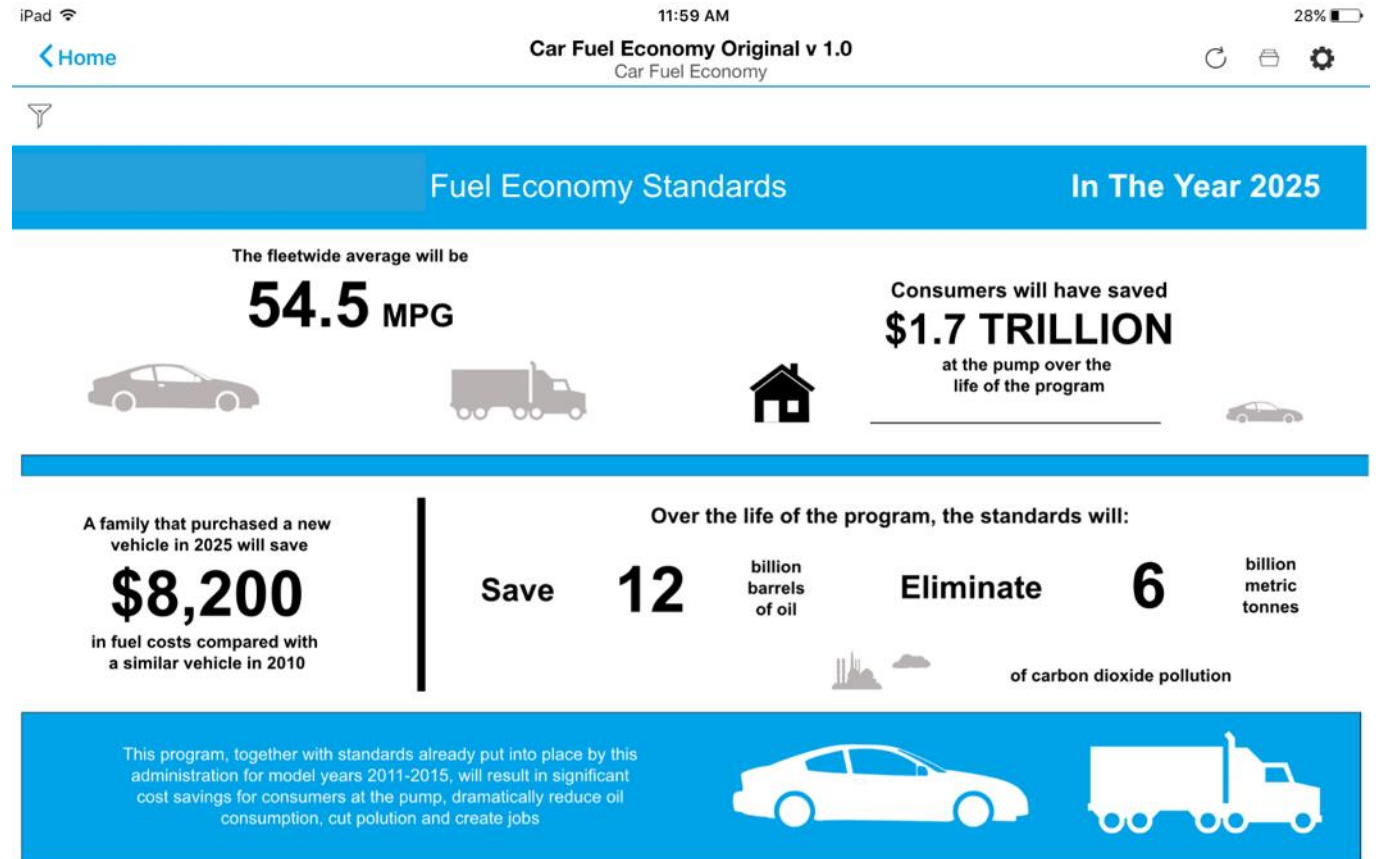 iPad
11:59 AM
28%
Home
Car Fuel Economy Original v 1.0
Car Fuel Economy
Fuel Economy Standards
In The Year 2025
The fleetwide average will be
54.5 MPG
Consumers will have saved
$1.7 TRILLION
at the pump over the
life of the program
A family that purchased a new
vehicle in 2025 will save
$8,200
in fuel costs compared with
a similar vehicle in 2010
Over the life of the program, the standards will:
Save 12
billion
barrels
of oil
Eliminate 6
billion
metric
tonnes
of carbon dioxide pollution
This program, together with standards already put into place by this
administration for model years 2011-2015, will result in significant
cost savings for consumers at the pump, dramatically reduce oil
consumption, cut polution and create jobs